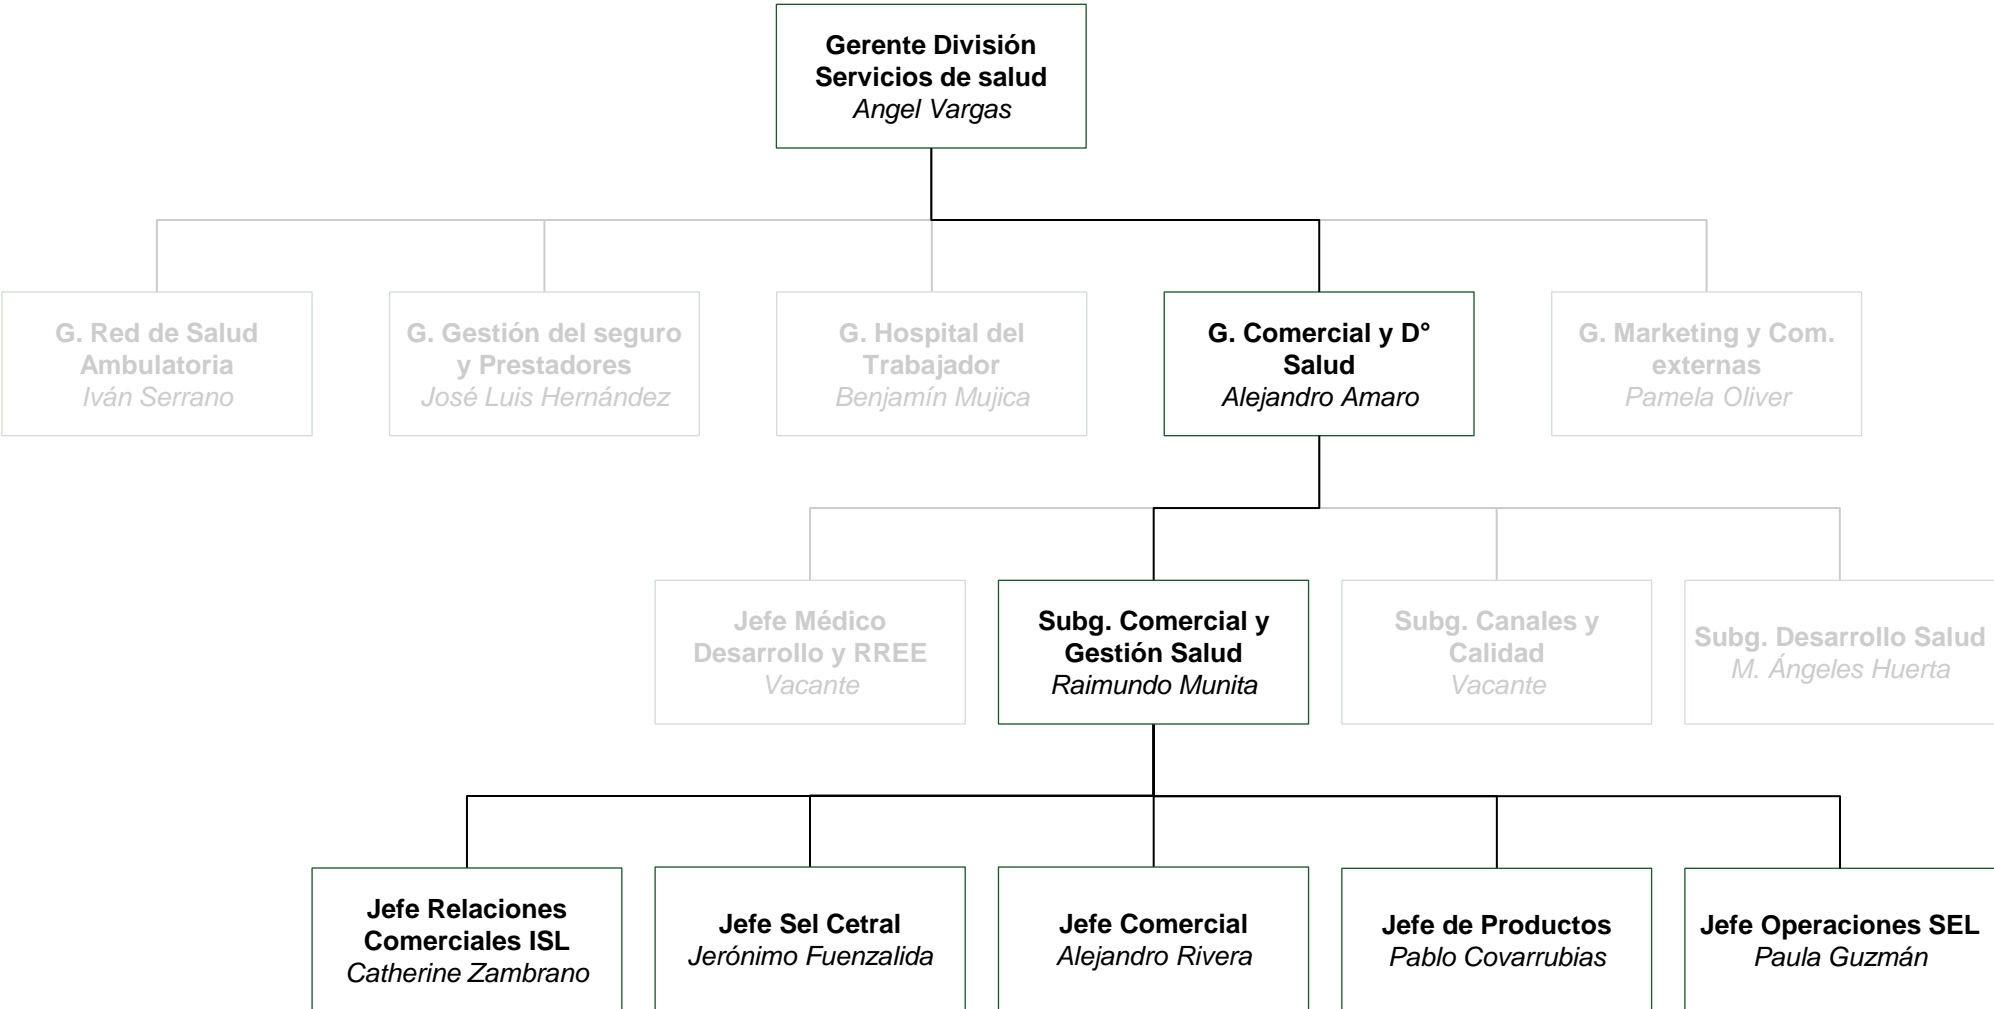 Gerente División
Servicios de salud
Angel Vargas
G. Red de Salud
Ambulatoria
Iván Serrano
G. Gestión del seguro
y Prestadores
José Luis Hernández
G. Hospital del
Trabajador
Benjamín Mujica
G. Comercial y D°
Salud
Alejandro Amaro
G. Marketing y Com.
externas
Pamela Oliver
Jefe Médico
Desarrollo y RREE
Vacante
Subg. Comercial y
Gestión Salud
Raimundo Munita
Subg. Canales y
Calidad
Vacante
Subg. Desarrollo Salud
M. Ángeles Huerta
Jefe Relaciones
Comerciales ISL
Catherine Zambrano
Jefe Sel Cetral
Jerónimo Fuenzalida
Jefe Comercial
Alejandro Rivera
Jefe de Productos
Pablo Covarrubias
Jefe Operaciones SEL
Paula Guzmán